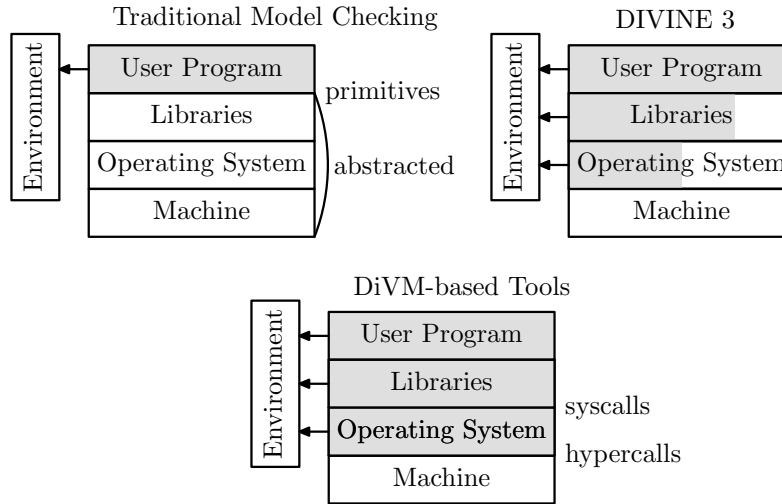 Traditional Model Checking
Environment
User Program
primitives
Libraries
Operating System
abstracted
Machine
DIVINE 3
Environment
User Program
Libraries
Operating System
Machine
DiVM-based Tools
Environment
User Program
Libraries
syscalls
Operating System
hypercalls
Machine